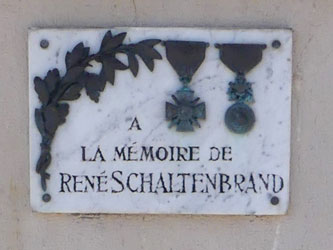 A
LA MÉMOIRE DE
RENÉ SCHALTENBRAND